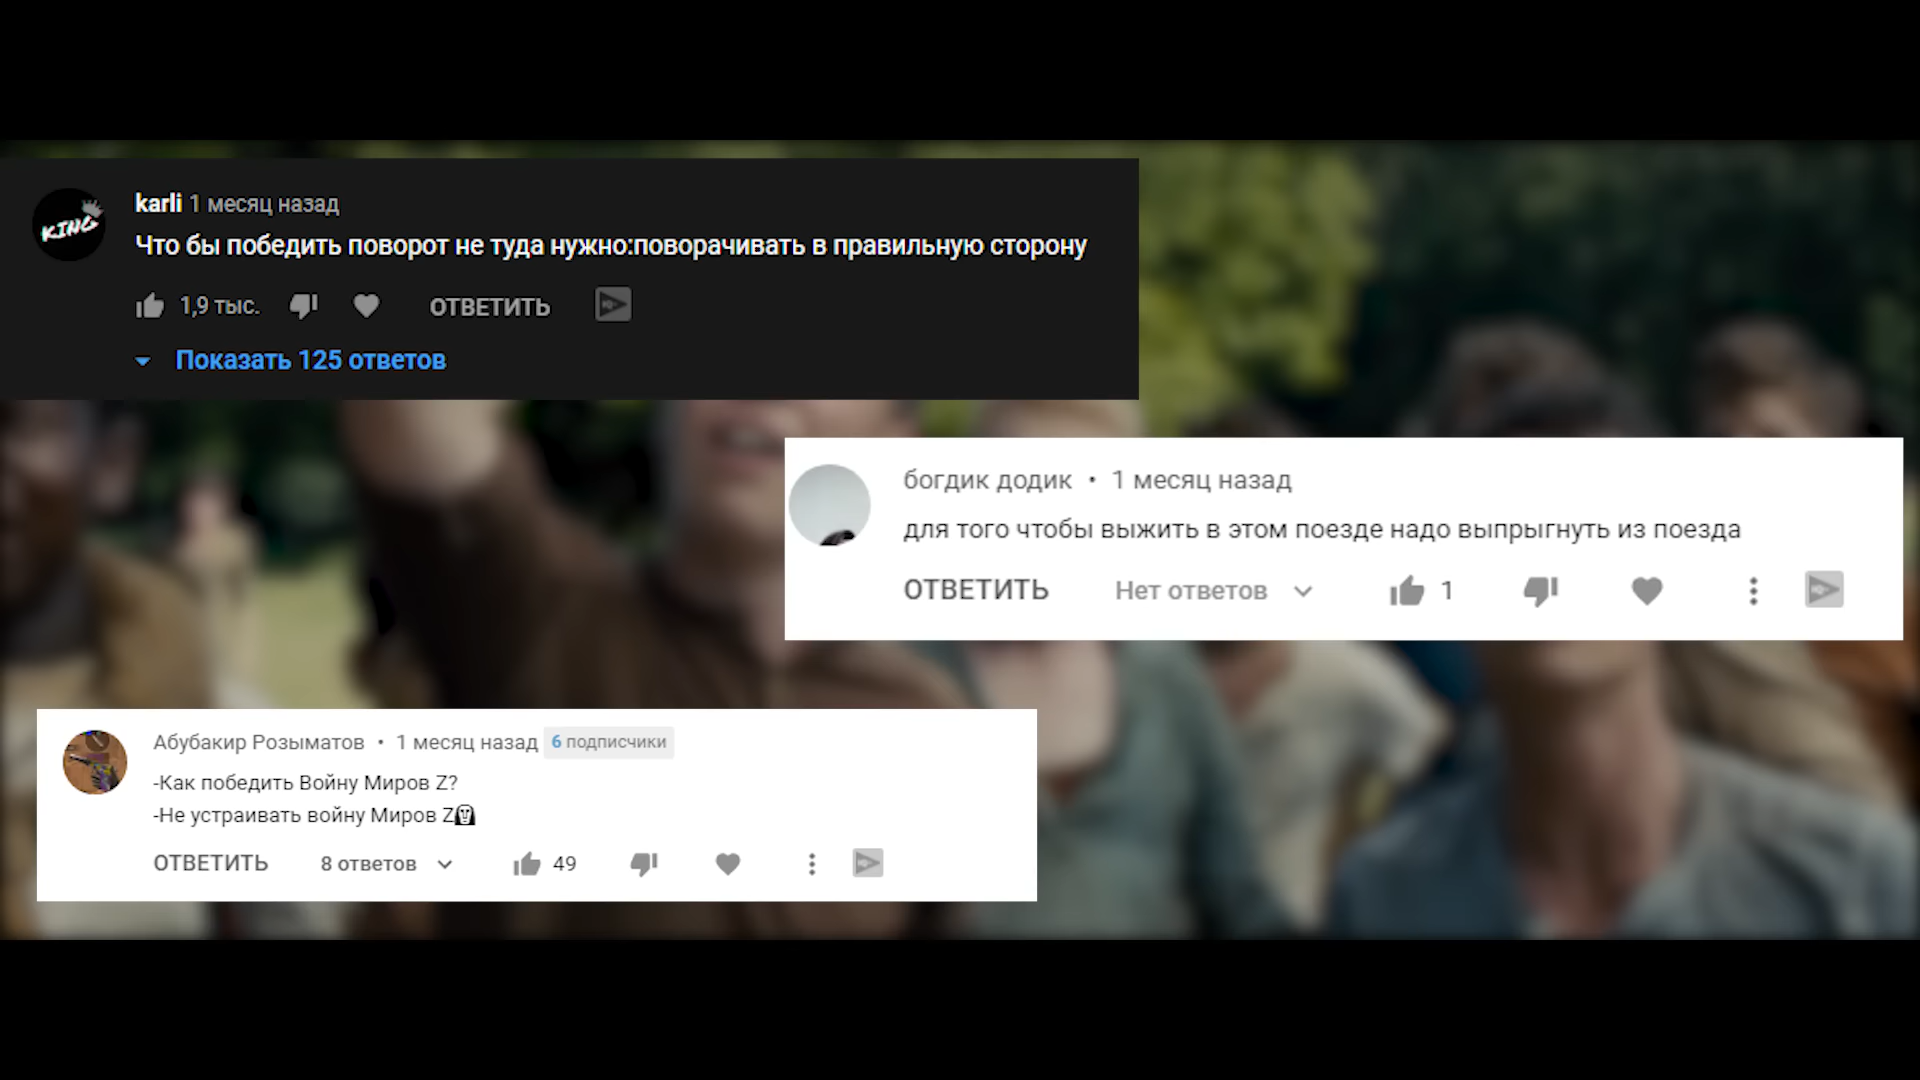 KING
karli 1 месяц назад
Что бы победить поворот не туда нужно:поворачивать в правильную сторону
1,9 тыс. ОТВЕТИТЬ
Показать 125 ответов
богдик додик • 1 месяц назад
для того чтобы выжить в этом поезде надо выпрыгнуть из поезда
ОТВЕТИТЬ Нет ответов 1
Абубакир Розыматов • 1 месяц назад 6 подписчики
-Как победить Войну Миров Z?
-Не устраивать войну Миров Z
ОТВЕТИТЬ 8 ответов 49